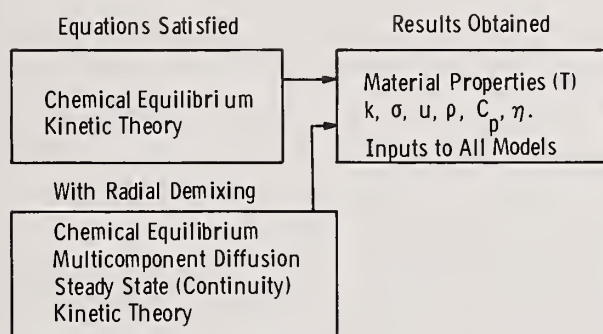 Equations Satisfied
Results Obtained
Chemical Equilibrium
Kinetic Theory
Material Properties (T)
k, σ, u, ρ, Cp, η.
Inputs to All Models
With Radial Demixing
Chemical Equilibrium
Multicomponent Diffusion
Steady State (Continuity)
Kinetic Theory